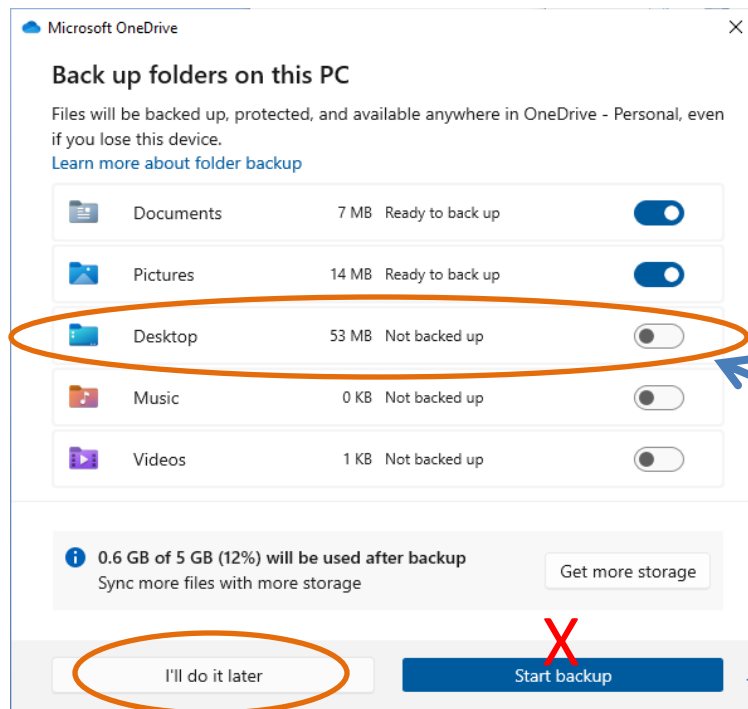 Microsoft OneDrive
Back up folders on this PC
Files will be backed up, protected, and available anywhere in OneDrive - Personal, even
if you lose this device.
Learn more about folder backup
Documents 7 MB Ready to back up
Pictures 14 MB Ready to back up
Desktop 53 MB Not backed up
Music 0 KB Not backed up
Videos 1 KB Not backed up
0.6 GB of 5 GB (12%) will be used after backup
Sync more files with more storage
Get more storage
X
I'll do it later
Start backup